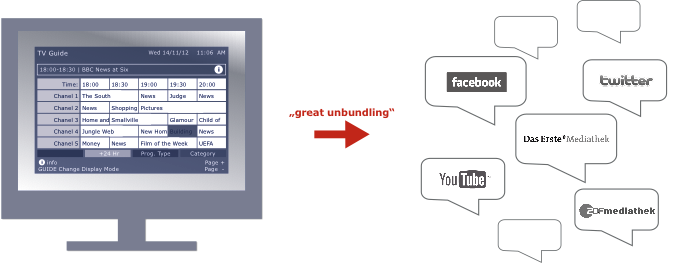 TV Guide Wed 14/11/12 11:06 AM
18:00-18:30 | BBC News at Six i
Time: 18:00 18:30 19:00 19:30 20:00
Chanel 1 The South News Judge News
Chanel 2 News Shopping Pictures
Chanel 3 Home and Smallville Glamour Child of
Chanel 4 Jungle Web New Hom Building News
Chanel 5 Money News Film of the Week UEFA
+24 Hr Prog. Type Category
i info Page +
GUIDE Change Display Mode Page -
„great unbundling“
facebook
twitter
Das Erste Mediathek
YouTube
ZDFmediathek